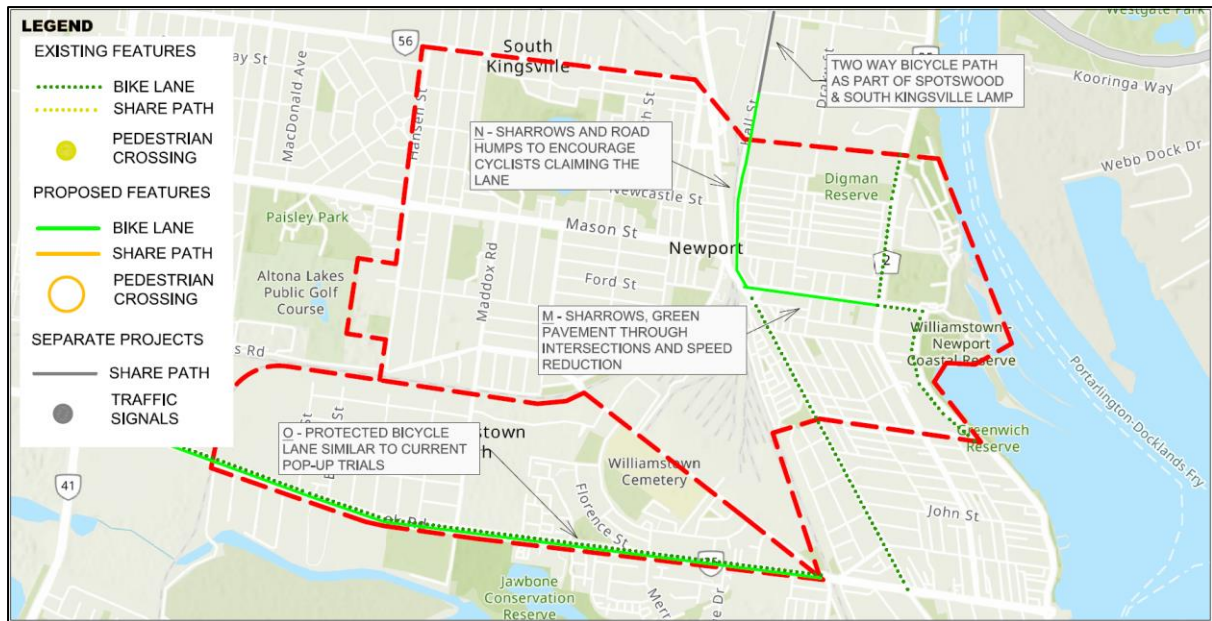 LEGEND
EXISTING FEATURES
BIKE LANE
SHARE PATH
PEDESTRIAN
CROSSING
PROPOSED FEATURES
BIKE LANE
SHARE PATH
PEDESTRIAN
CROSSING
SEPARATE PROJECTS
SHARE PATH
TRAFFIC
SIGNALS
56
South
Kingsville
MacDonald Ave
Hansen St
Hall St
TWO WAY BICYCLE PATH
AS PART OF SPOTSWOOD
& SOUTH KINGSVILLE LAMP
Westgate Park
Kooringa Way
Webb Dock Dr
N - SHARROWS AND ROAD
HUMPS TO ENCOURAGE
CYCLISTS CLAIMING THE
LANE
Newcastle St
Digman
Reserve
Paisley Park
Mason St
Newport
Altona Lakes
Public Golf
Course
Maddox Rd
Ford St
M - SHARROWS, GREEN
PAVEMENT THROUGH
INTERSECTIONS AND SPEED
REDUCTION
Williamstown -
Newport
Coastal Reserve
Portarlington-Docklands Fry
O - PROTECTED BICYCLE
LANE SIMILAR TO CURRENT
POP-UP TRIALS
Greenwich
Reserve
Williamstown
Cemetery
41
Florence St
John St
35
Jawbone
Conservation
Reserve